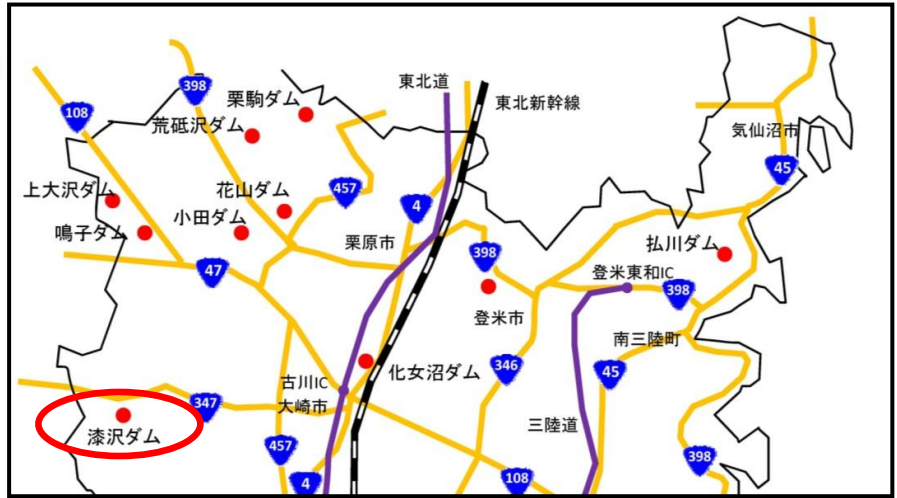 東北道
398
栗駒ダム
東北新幹線
108
荒砥沢ダム
気仙沼市
45
上大沢ダム
花山ダム
457
4
小田ダム
鳴子ダム
栗原市
払川ダム
47
398
登米東和IC
398
登米市
南三陸町
化女沼ダム
346
45
古川IC
大崎市
347
漆沢ダム
三陸道
457
398
4
108